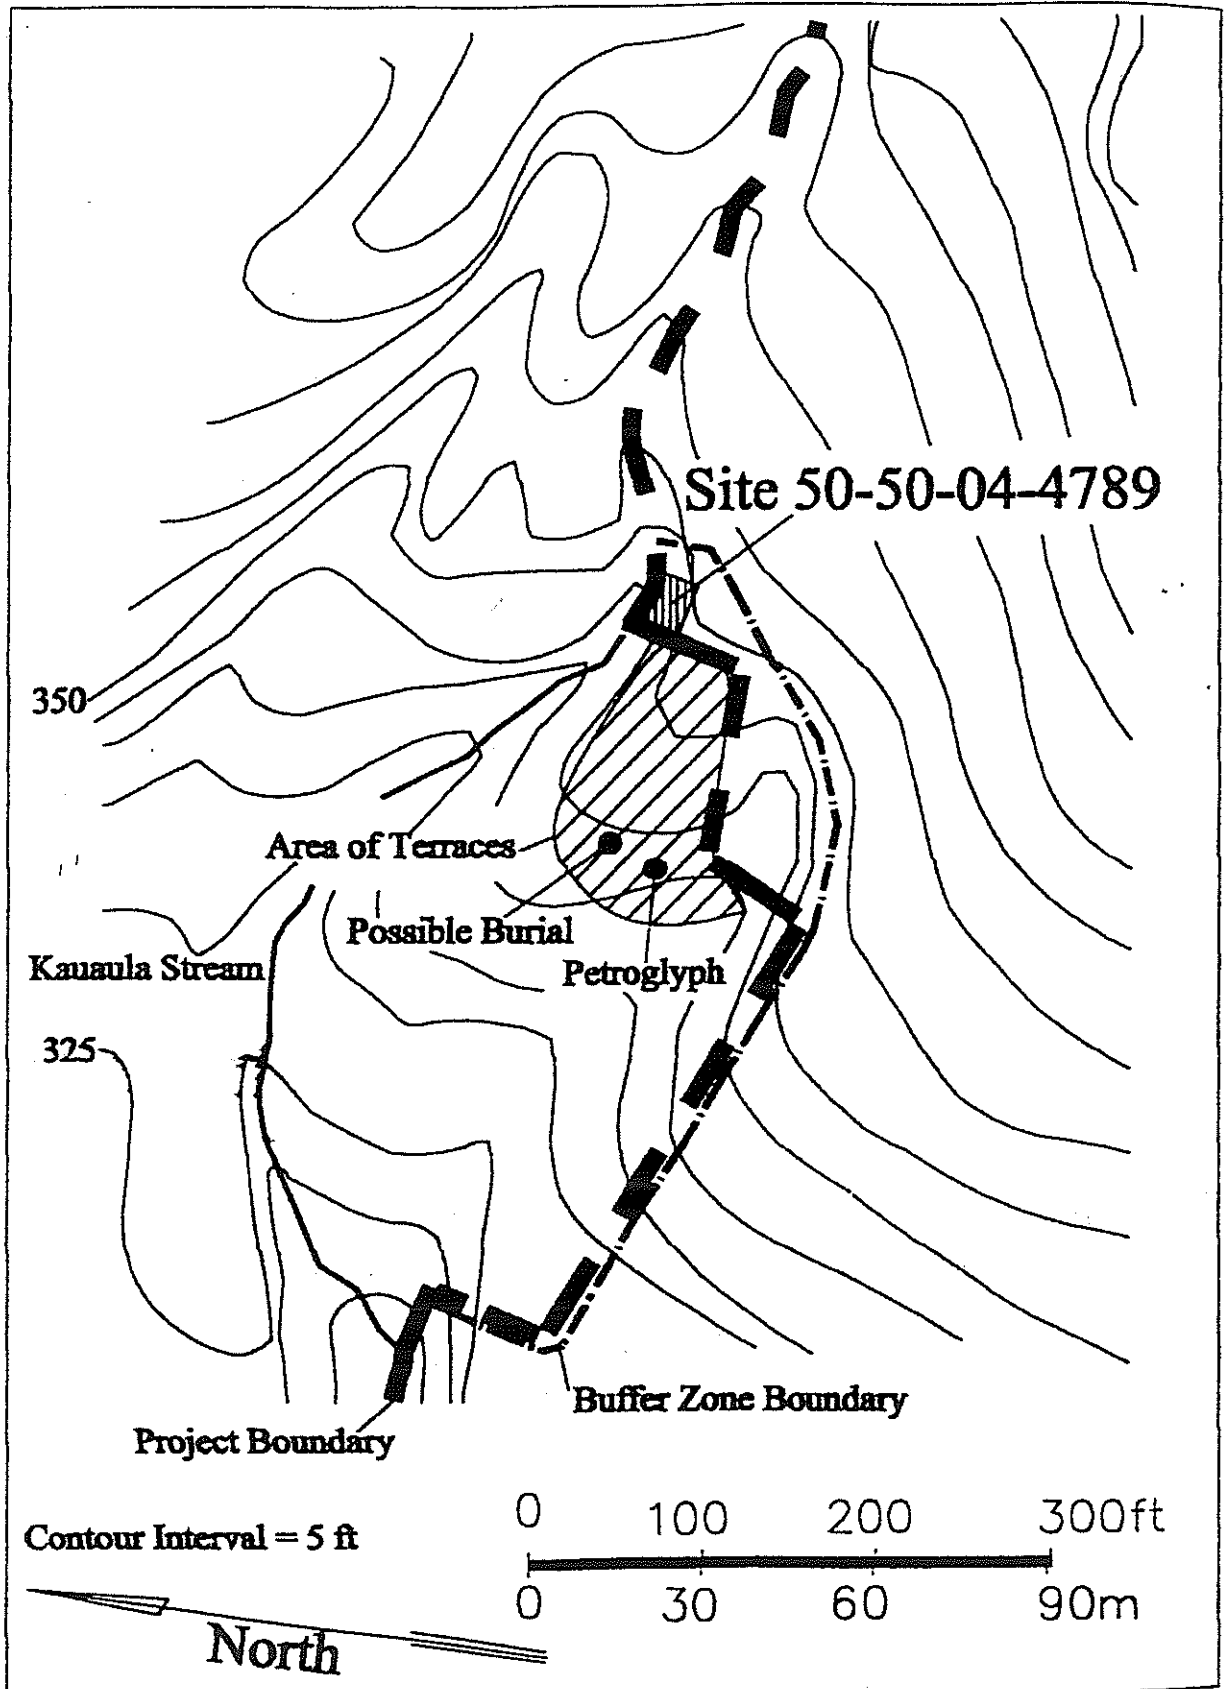 Site 50-50-04-4789
350
Area of Terraces
Possible Burial
Kauaula Stream
Petroglyph
325
Buffer Zone Boundary
Project Boundary
0 100 200 300ft
Contour Interval = 5 ft
0 30 60 90m
North